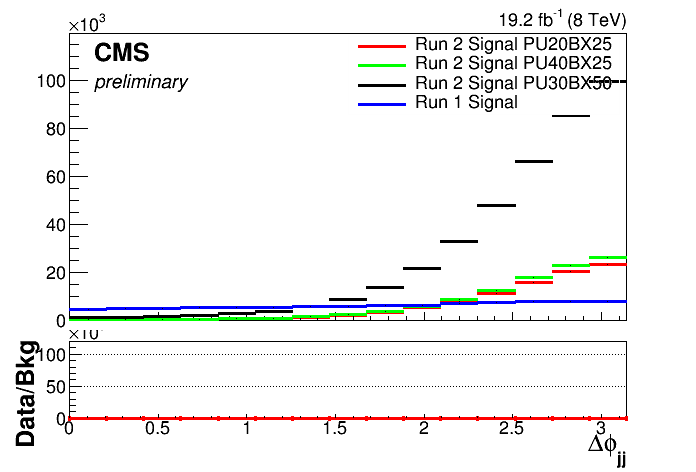 ×10³
19.2 fb⁻¹ (8 TeV)
CMS
preliminary
Run 2 Signal PU20BX25
Run 2 Signal PU40BX25
Run 2 Signal PU30BX50
Run 1 Signal
100
80
60
40
20
0
×10
Data/Bkg
100
50
0
0 0.5 1 1.5 2 2.5 3
Δϕjj